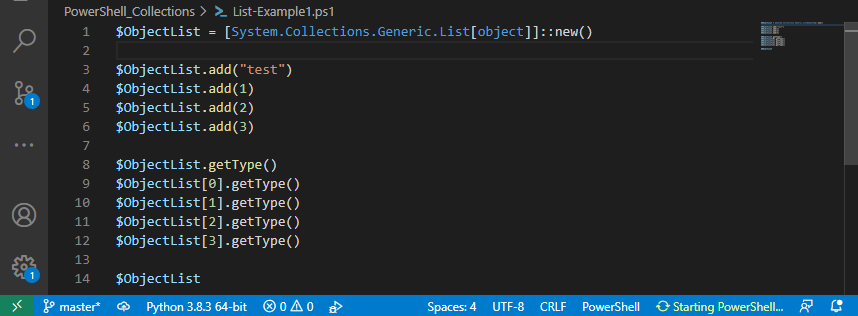 PowerShell_Collections > List-Example1.ps1
1 $ObjectList = [System.Collections.Generic.List[object]]::new()
2
3 $ObjectList.add("test")
4 $ObjectList.add(1)
5 $ObjectList.add(2)
6 $ObjectList.add(3)
7
8 $ObjectList.getType()
9 $ObjectList[0].getType()
10 $ObjectList[1].getType()
11 $ObjectList[2].getType()
12 $ObjectList[3].getType()
13
14 $ObjectList
1
1
master* Python 3.8.3 64-bit 0 0 Spaces: 4 UTF-8 CRLF PowerShell Starting PowerShell...